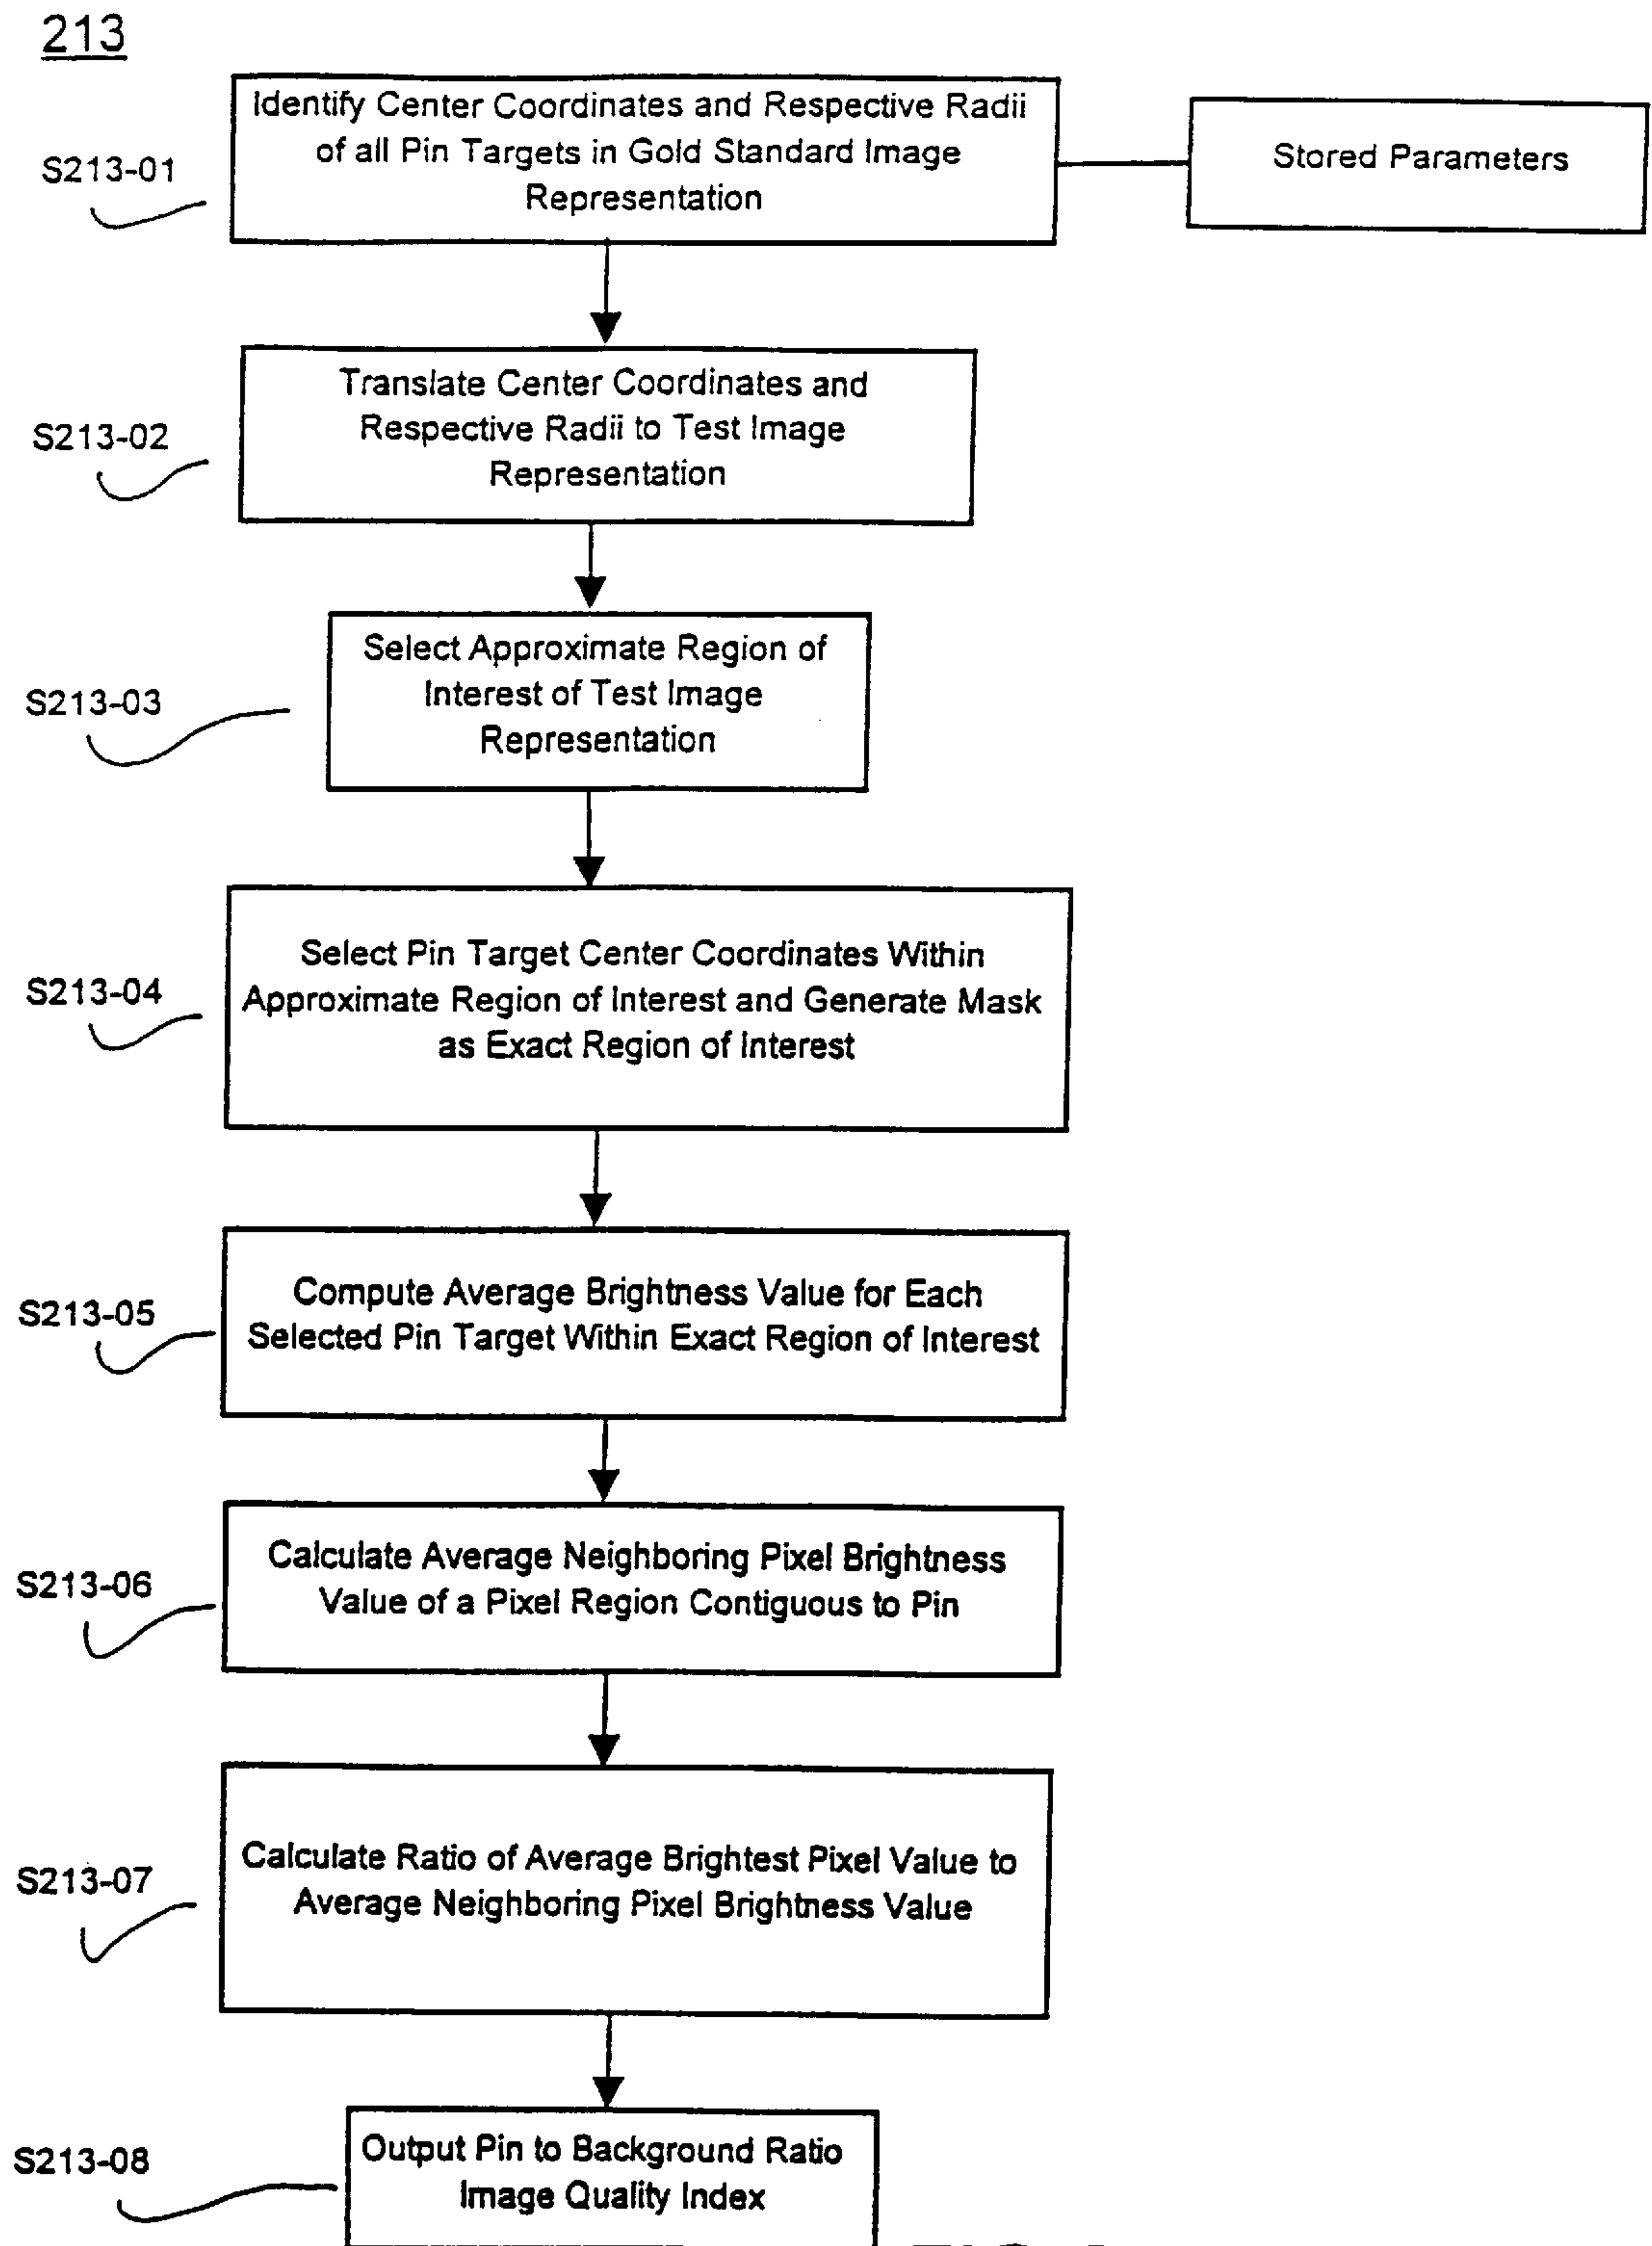 213
S213-01
Identify Center Coordinates and Respective Radii
of all Pin Targets in Gold Standard Image
Representation
Stored Parameters
S213-02
Translate Center Coordinates and
Respective Radii to Test Image
Representation
S213-03
Select Approximate Region of
Interest of Test Image
Representation
S213-04
Select Pin Target Center Coordinates Within
Approximate Region of Interest and Generate Mask
as Exact Region of Interest
S213-05
Compute Average Brightness Value for Each
Selected Pin Target Within Exact Region of Interest
S213-06
Calculate Average Neighboring Pixel Brightness
Value of a Pixel Region Contiguous to Pin
S213-07
Calculate Ratio of Average Brightest Pixel Value to
Average Neighboring Pixel Brightness Value
S213-08
Output Pin to Background Ratio
Image Quality Index